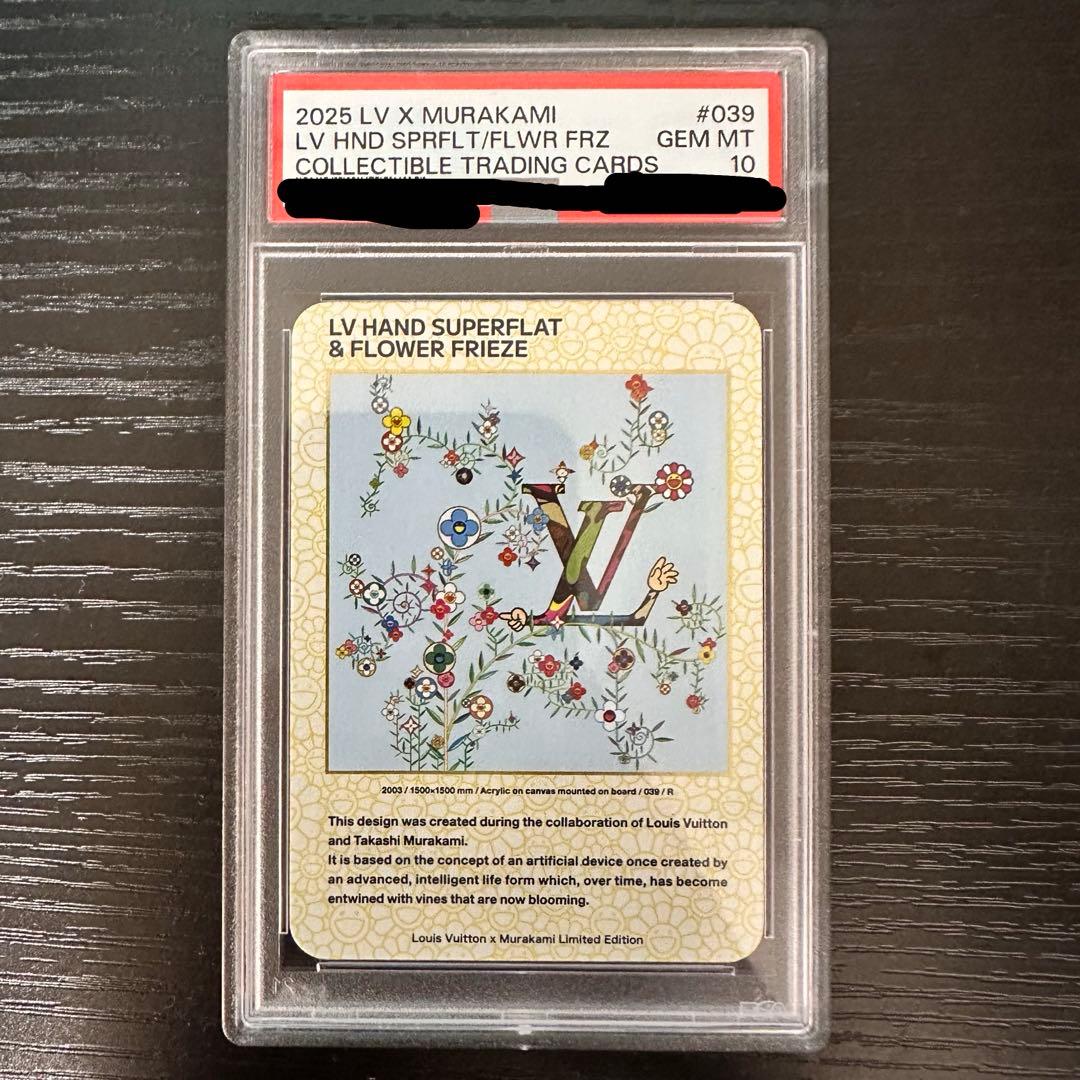 2025 LV X MURAKAMI #039
LV HND SPRFLT/FLWR FRZ GEM MT
COLLECTIBLE TRADING CARDS 10
LV HAND SUPERFLAT
& FLOWER FRIEZE
LV
2003 / 1500×1500 mm / Acrylic on canvas mounted on board / 039 / R
This design was created during the collaboration of Louis Vuitton
and Takashi Murakami.
It is based on the concept of an artificial device once created by
an advanced, intelligent life form which, over time, has become
entwined with vines that are now blooming.
Louis Vuitton x Murakami Limited Edition
PSA